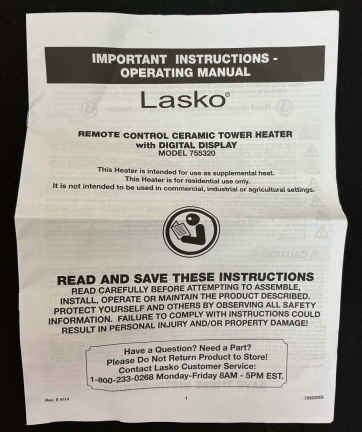 IMPORTANT INSTRUCTIONS -
OPERATING MANUAL
Lasko®
REMOTE CONTROL CERAMIC TOWER HEATER
with DIGITAL DISPLAY
MODEL 755320
This Heater is intended for use as supplemental heat.
This Heater is for residential use only.
It is not intended to be used in commercial, industrial or agricultural settings.
READ AND SAVE THESE INSTRUCTIONS
READ CAREFULLY BEFORE ATTEMPTING TO ASSEMBLE,
INSTALL, OPERATE OR MAINTAIN THE PRODUCT DESCRIBED.
PROTECT YOURSELF AND OTHERS BY OBSERVING ALL SAFETY
INFORMATION. FAILURE TO COMPLY WITH INSTRUCTIONS COULD
RESULT IN PERSONAL INJURY AND/OR PROPERTY DAMAGE!
Have a Question? Need a Part?
Please Do Not Return Product to Store!
Contact Lasko Customer Service:
1-800-233-0268 Monday-Friday 8AM - 5PM EST.
1